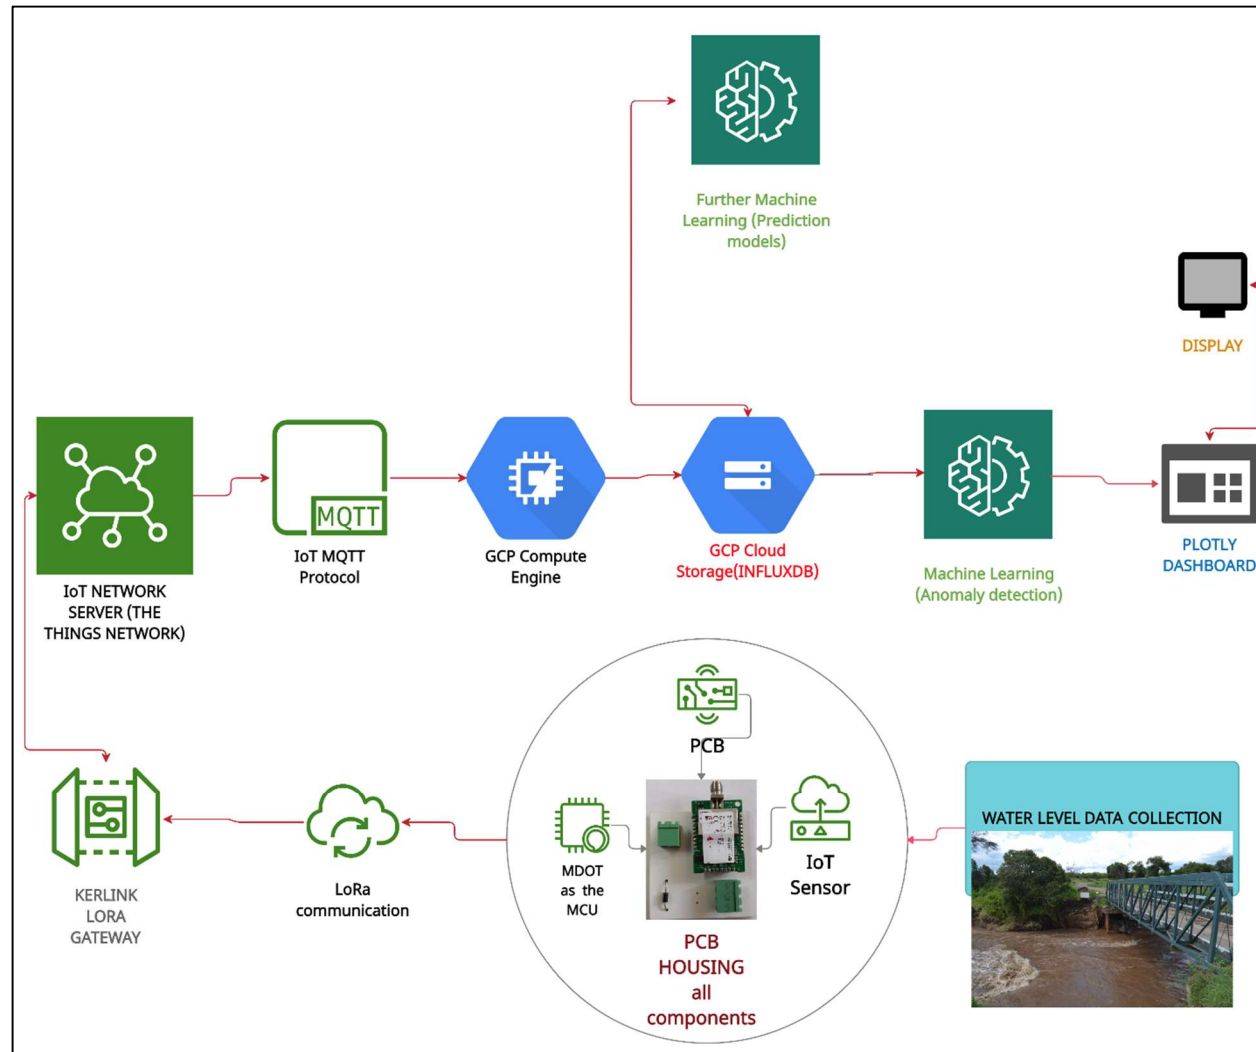 Further Machine
Learning (Prediction
models)
DISPLAY
MQTT
IoT MQTT
Protocol
GCP Compute
Engine
GCP Cloud
Storage(INFLUXDB)
Machine Learning
(Anomaly detection)
PLOTLY
DASHBOARD
IoT NETWORK
SERVER (THE
THINGS NETWORK)
PCB
WATER LEVEL DATA COLLECTION
MDOT
as the
MCU
IoT
Sensor
LoRa
communication
KERLINK
LORA
GATEWAY
PCB
HOUSING
all
components